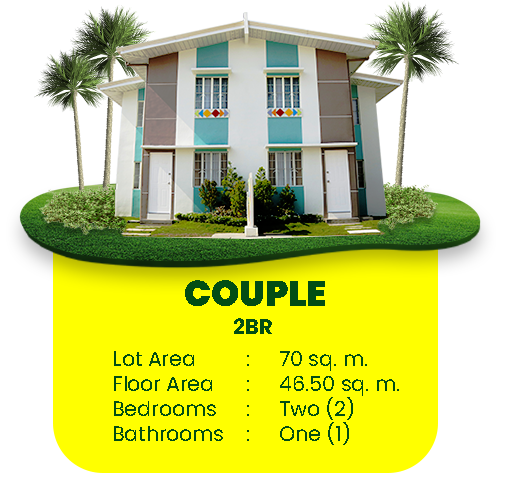 COUPLE
2BR
Lot Area : 70 sq. m.
Floor Area : 46.50 sq. m.
Bedrooms : Two (2)
Bathrooms : One (1)